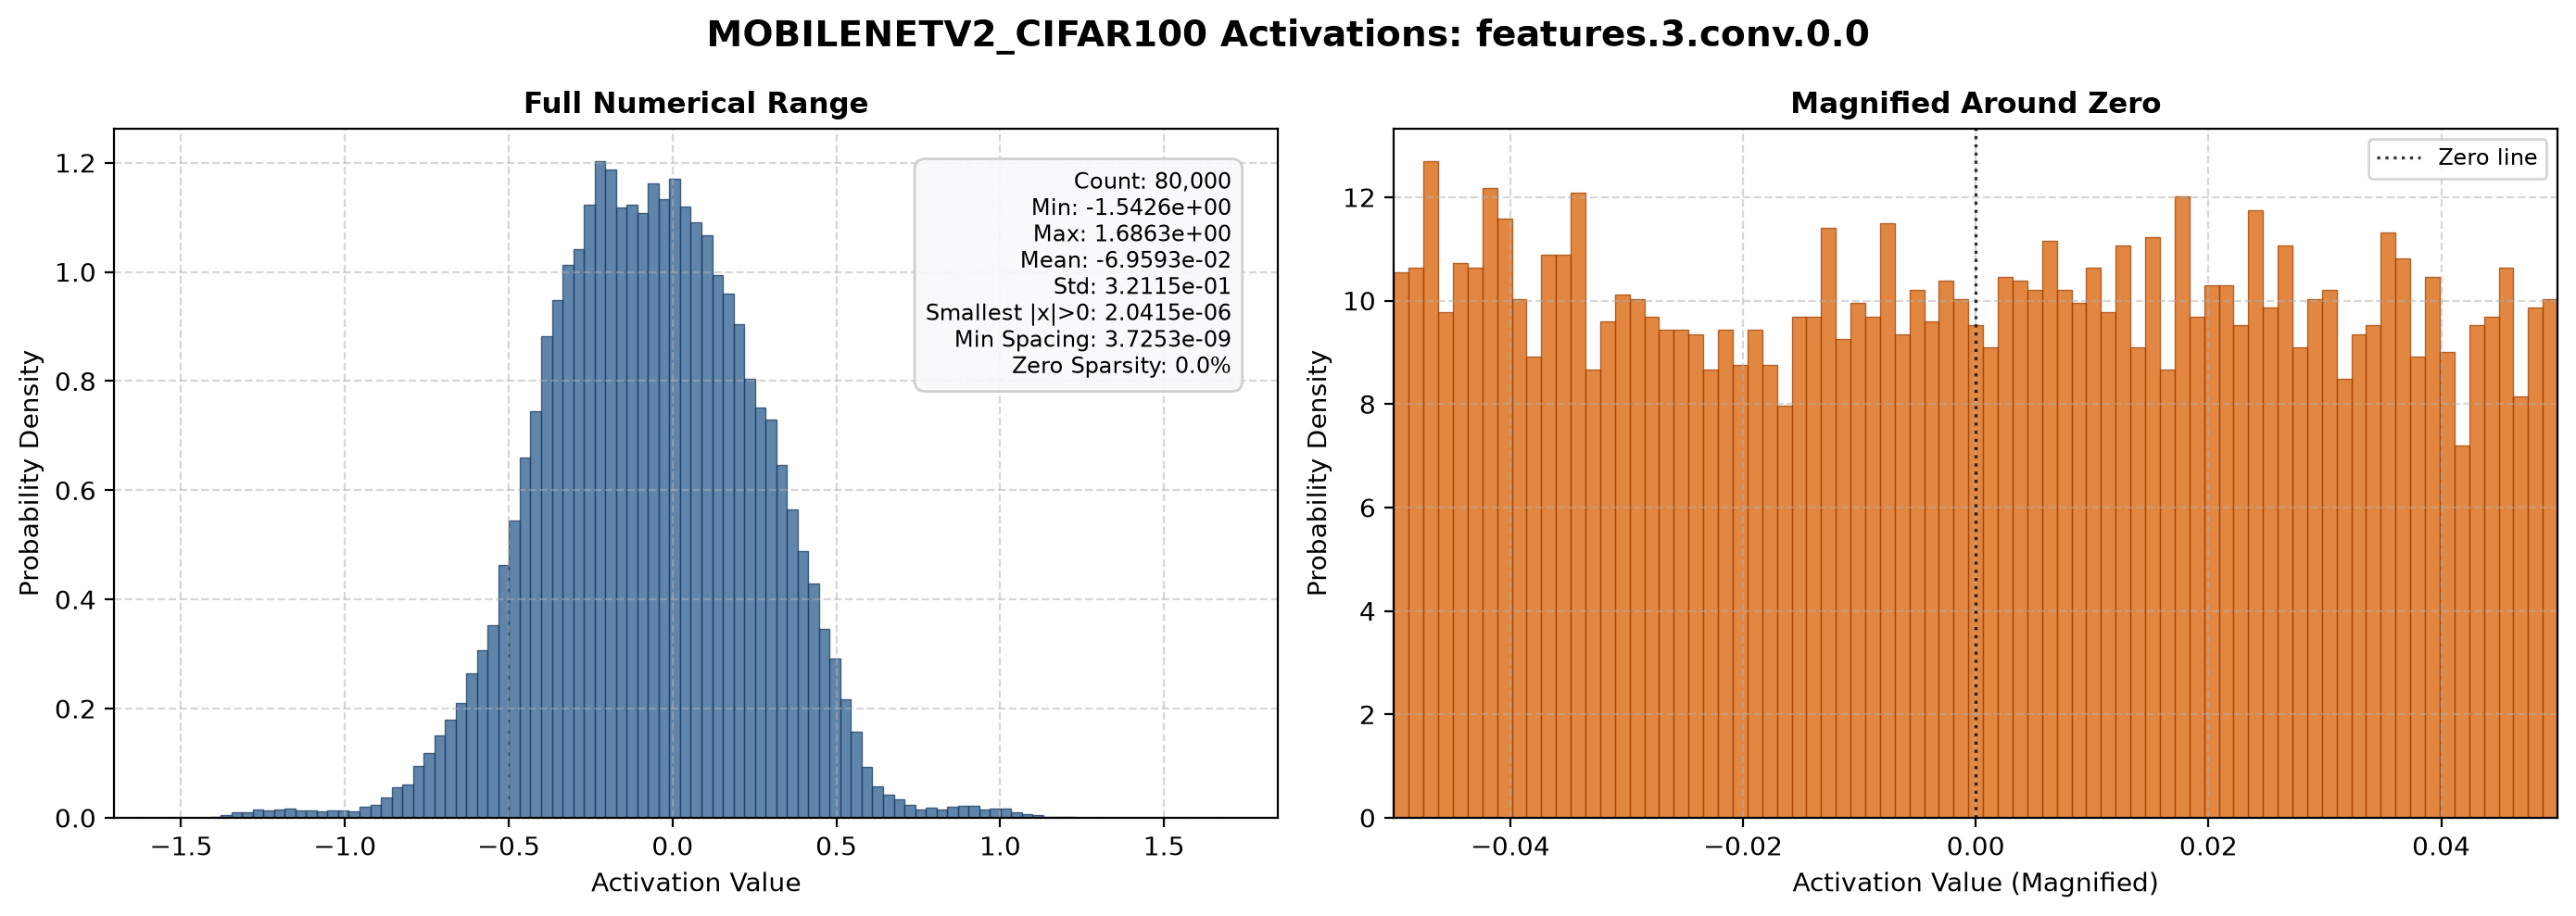 MOBILENETV2_CIFAR100 Activations: features.3.conv.0.0
Full Numerical Range
Probability Density
1.2
1.0
0.8
0.6
0.4
0.2
0.0
Count: 80,000
Min: -1.5426e+00
Max: 1.6863e+00
Mean: -6.9593e-02
Std: 3.2115e-01
Smallest |x|>0: 2.0415e-06
Min Spacing: 3.7253e-09
Zero Sparsity: 0.0%
−1.5 −1.0 −0.5 0.0 0.5 1.0 1.5
Activation Value
Magnified Around Zero
Probability Density
12
10
8
6
4
2
0
Zero line
−0.04 −0.02 0.00 0.02 0.04
Activation Value (Magnified)